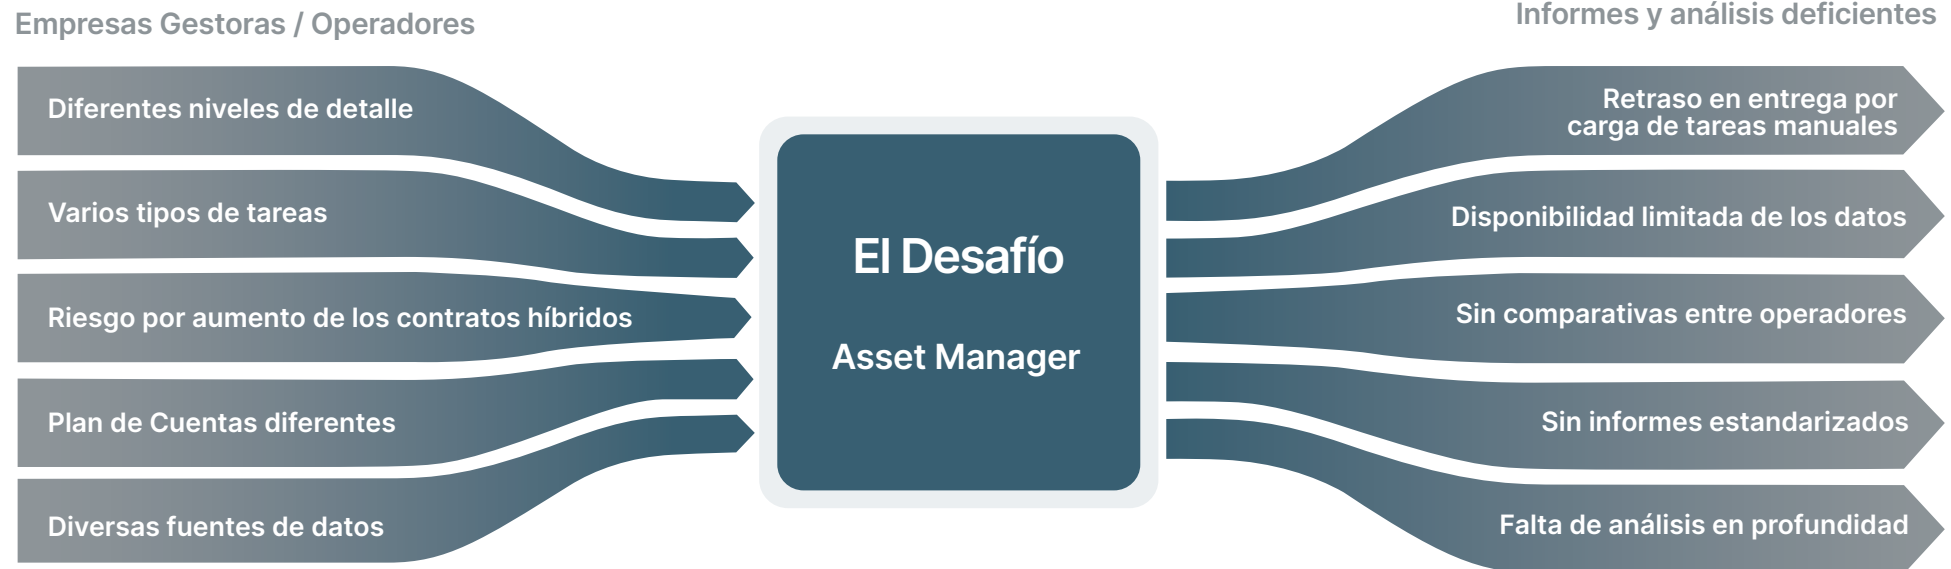 Empresas Gestoras / Operadores
Diferentes niveles de detalle
Varios tipos de tareas
Riesgo por aumento de los contratos híbridos
Plan de Cuentas diferentes
Diversas fuentes de datos
El Desafío
Asset Manager
Informes y análisis deficientes
Retraso en entrega por
carga de tareas manuales
Disponibilidad limitada de los datos
Sin comparativas entre operadores
Sin informes estandarizados
Falta de análisis en profundidad